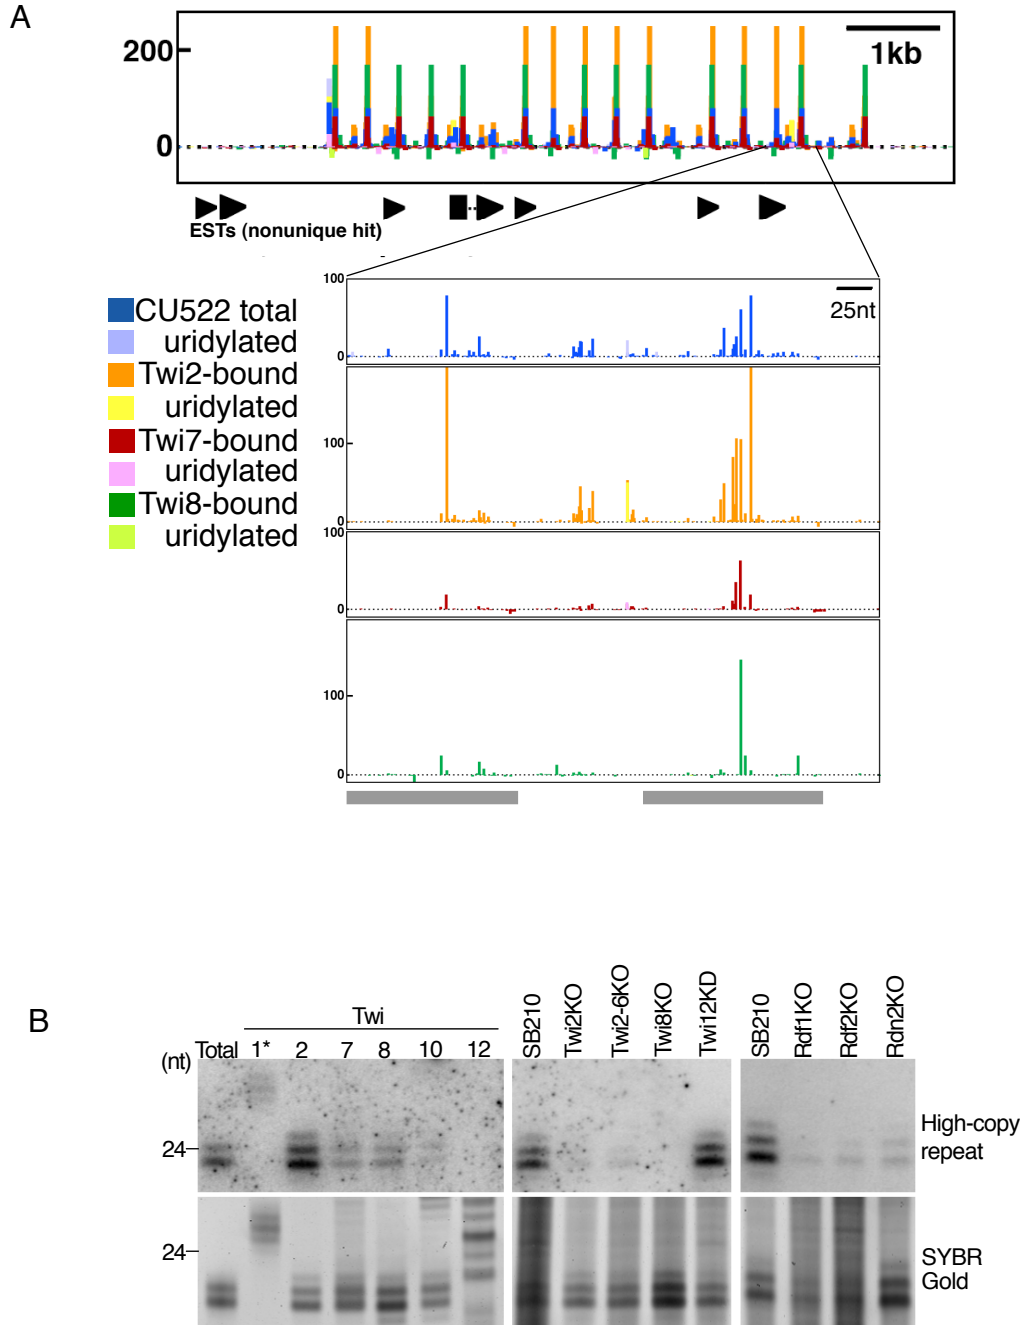 A
200
0
1kb
ESTs (nonunique hit)
CU522 total
uridylated
Twi2-bound
uridylated
Twi7-bound
uridylated
Twi8-bound
uridylated
100
0
25nt
100
0
100
0
100
0
B
Twi
(nt) Total 1* 2 7 8 10 12
SB210 Twi2KO Twi2-6KO Twi8KO Twi12KD
SB210 Rdf1KO Rdf2KO Rdn2KO
24
High-copy
repeat
24
SYBR
Gold